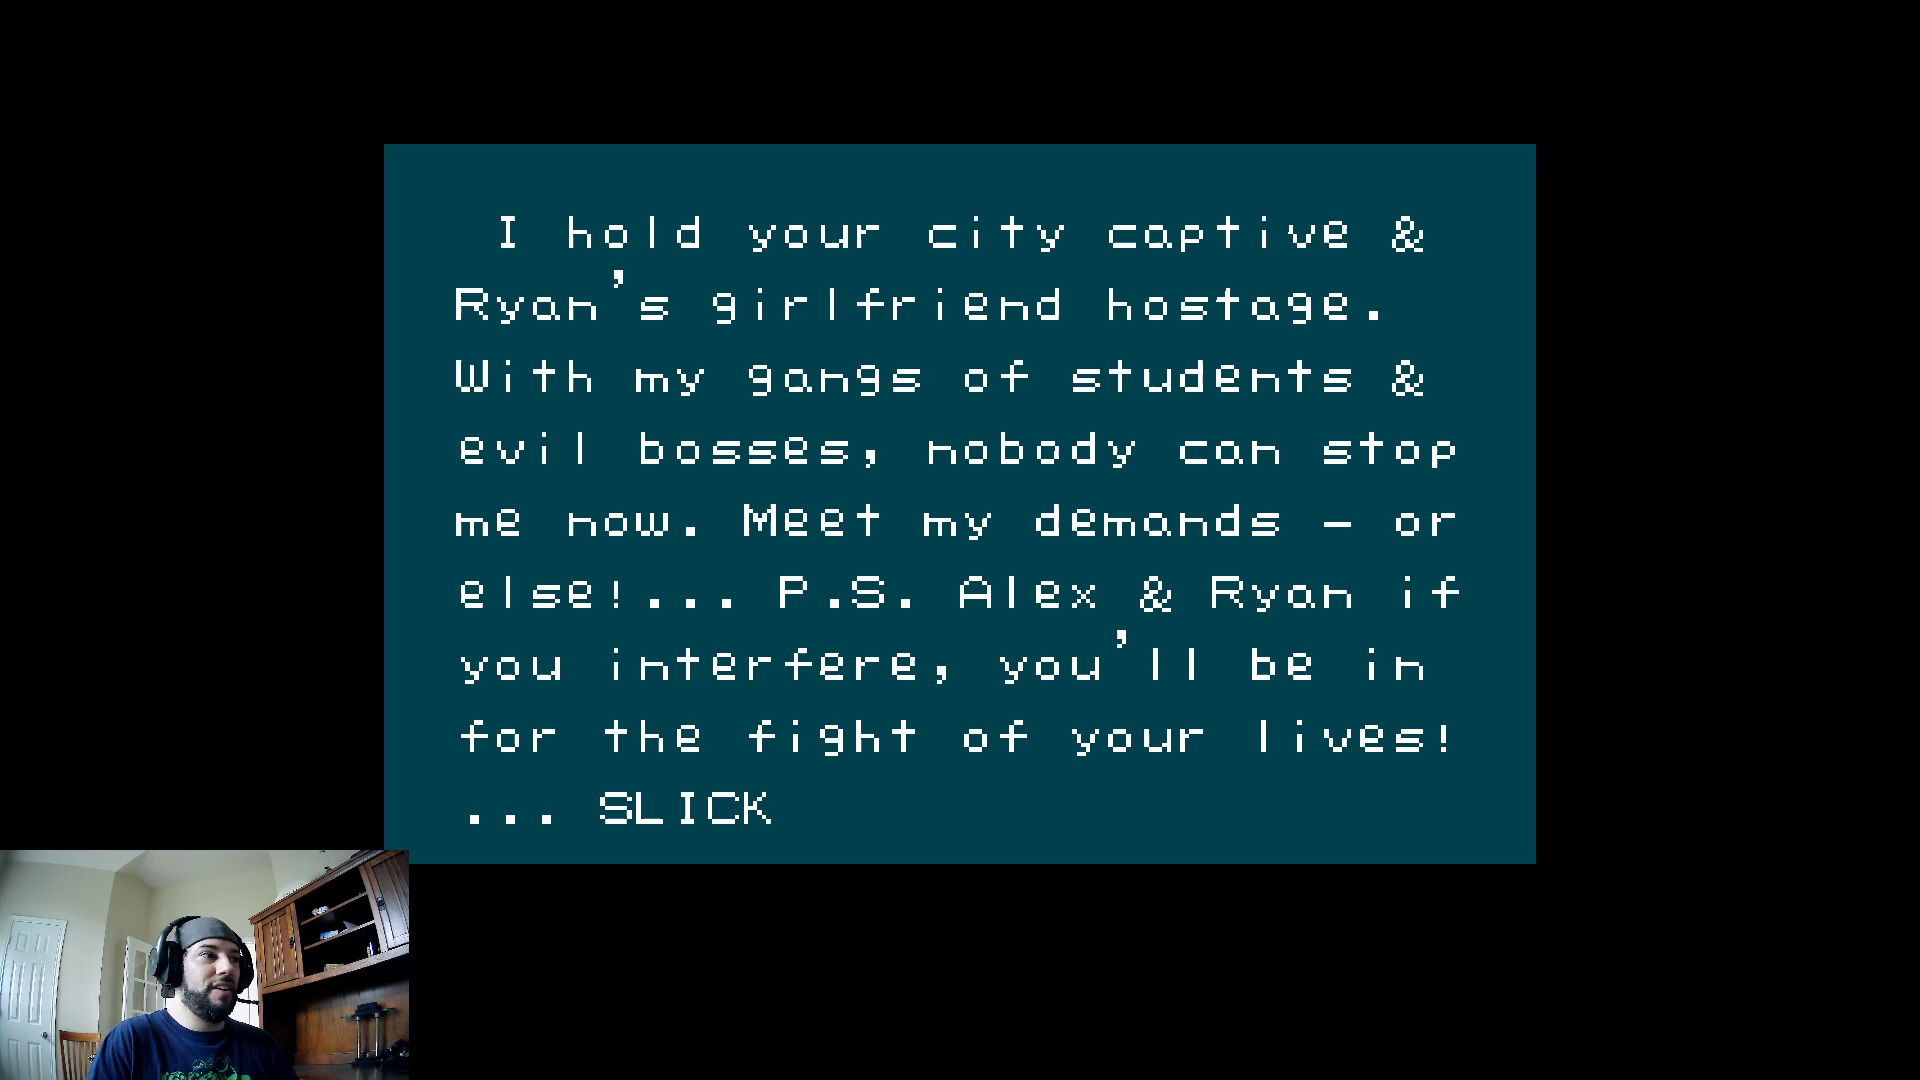 I hold your city captive &
Ryan's girlfriend hostage.
With my gangs of students &
evil bosses, nobody can stop
me now. Meet my demands - or
else!... P.S. Alex & Ryan if
you interfere, you'll be in
for the fight of your lives!
... SLICK